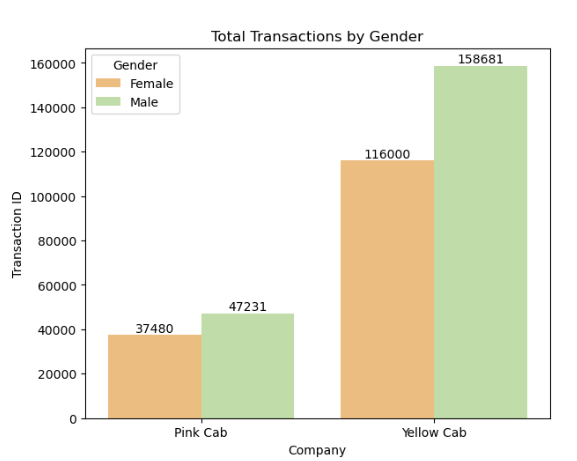 Total Transactions by Gender
Gender
Female
Male
160000
140000
120000
100000
80000
60000
40000
20000
0
Transaction ID
37480
47231
116000
158681
Pink Cab
Yellow Cab
Company